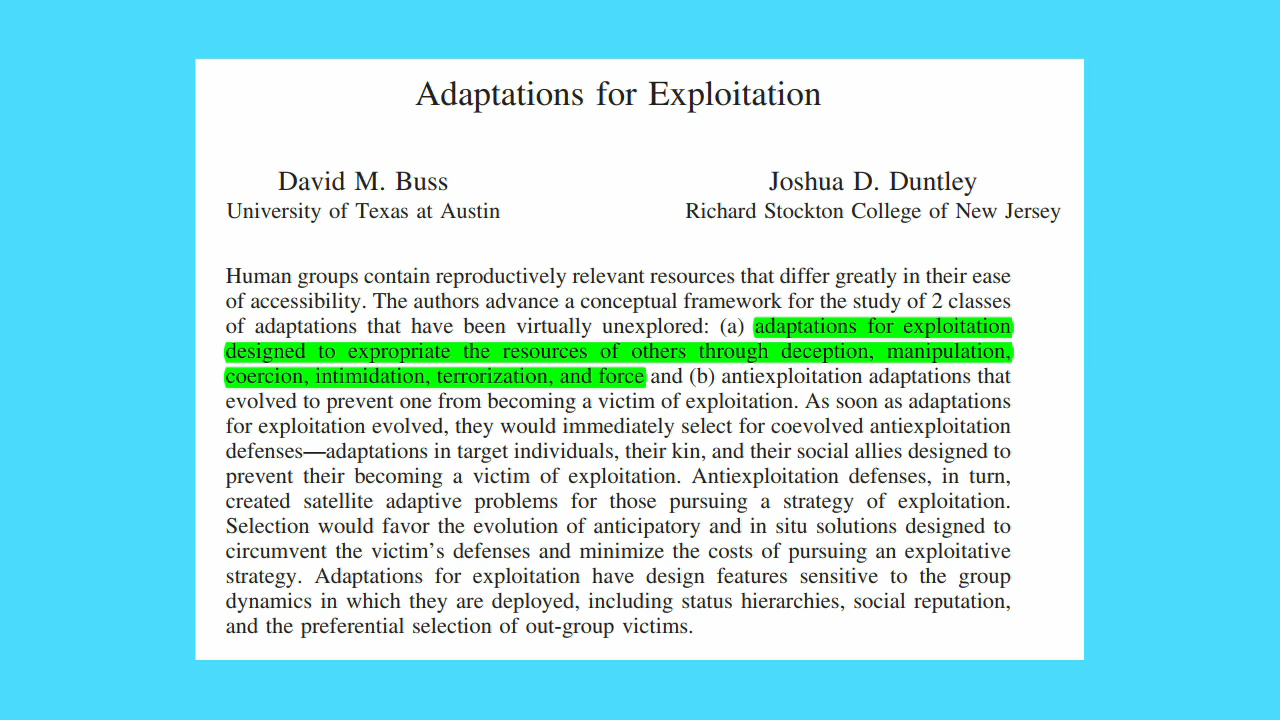 Adaptations for Exploitation
David M. Buss
University of Texas at Austin
Joshua D. Duntley
Richard Stockton College of New Jersey
Human groups contain reproductively relevant resources that differ greatly in their ease
of accessibility. The authors advance a conceptual framework for the study of 2 classes
of adaptations that have been virtually unexplored: (a) adaptations for exploitation
designed to expropriate the resources of others through deception, manipulation,
coercion, intimidation, terrorization, and force and (b) antiexploitation adaptations that
evolved to prevent one from becoming a victim of exploitation. As soon as adaptations
for exploitation evolved, they would immediately select for coevolved antiexploitation
defenses—adaptations in target individuals, their kin, and their social allies designed to
prevent their becoming a victim of exploitation. Antiexploitation defenses, in turn,
created satellite adaptive problems for those pursuing a strategy of exploitation.
Selection would favor the evolution of anticipatory and in situ solutions designed to
circumvent the victim's defenses and minimize the costs of pursuing an exploitative
strategy. Adaptations for exploitation have design features sensitive to the group
dynamics in which they are deployed, including status hierarchies, social reputation,
and the preferential selection of out-group victims.